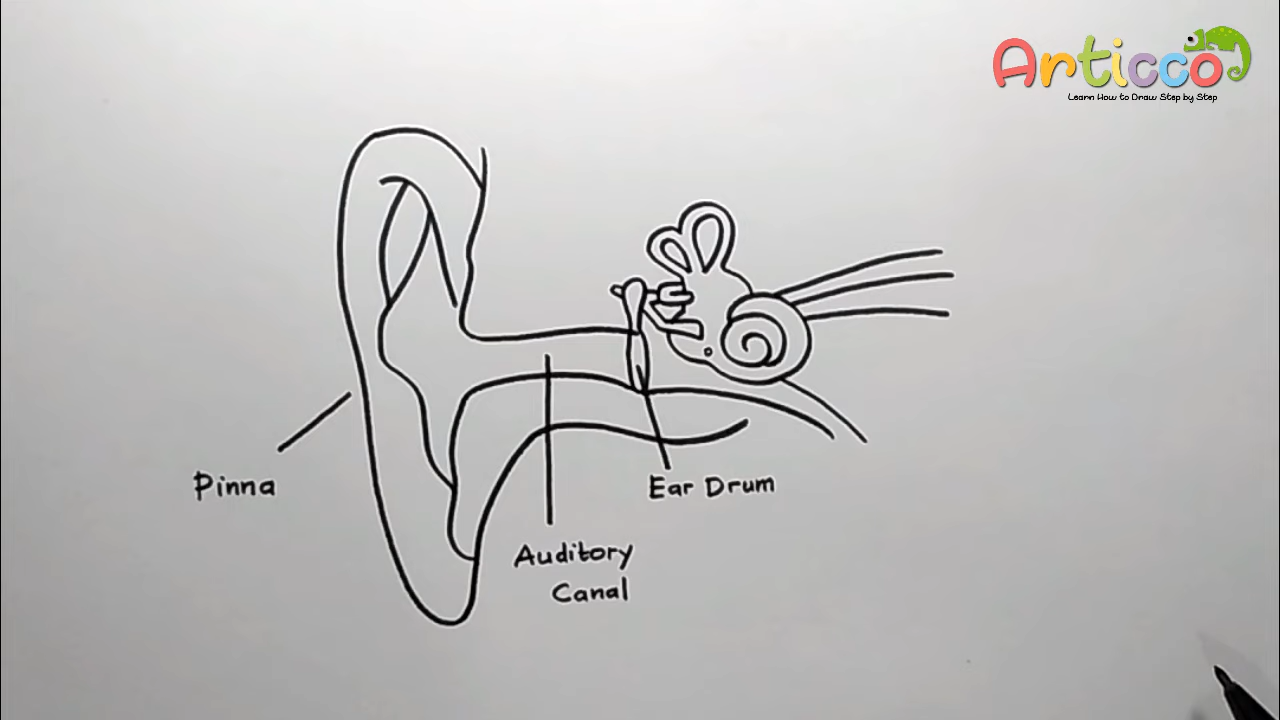 Articco
Learn How to Draw Step by Step
Pinna
Ear Drum
Auditory
Canal